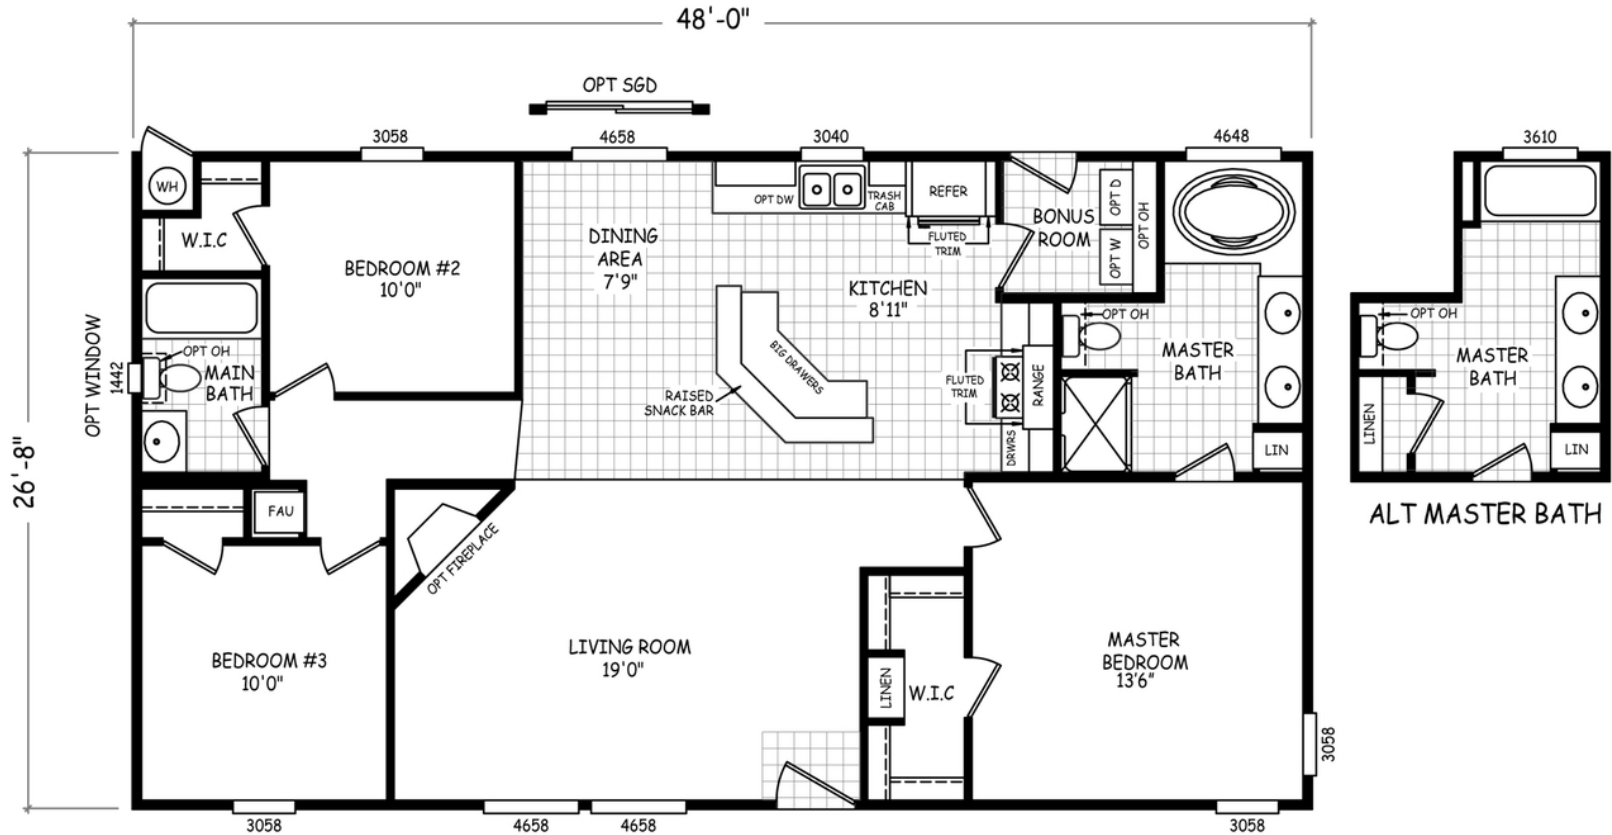 48'-0"
OPT SGD
3058
4658
3040
4648
3610
WH
W.I.C
BEDROOM #2
10'0"
DINING
AREA
7'9"
OPT DW
TRASH
CAB
REFER
FLUTED
TRIM
KITCHEN
8'11"
BONUS
ROOM
OPT D
OPT W
OPT OH
OPT WINDOW
1442
OPT OH
MAIN
BATH
BIG DRAWERS
RAISED
SNACK BAR
FLUTED
TRIM
RANGE
DRWRS
OPT OH
MASTER
BATH
LIN
OPT OH
MASTER
BATH
LINEN
LIN
ALT MASTER BATH
26'-8"
FAU
OPT FIREPLACE
BEDROOM #3
10'0"
LIVING ROOM
19'0"
LINEN
W.I.C
MASTER
BEDROOM
13'6"
3058
3058
4658
4658
3058